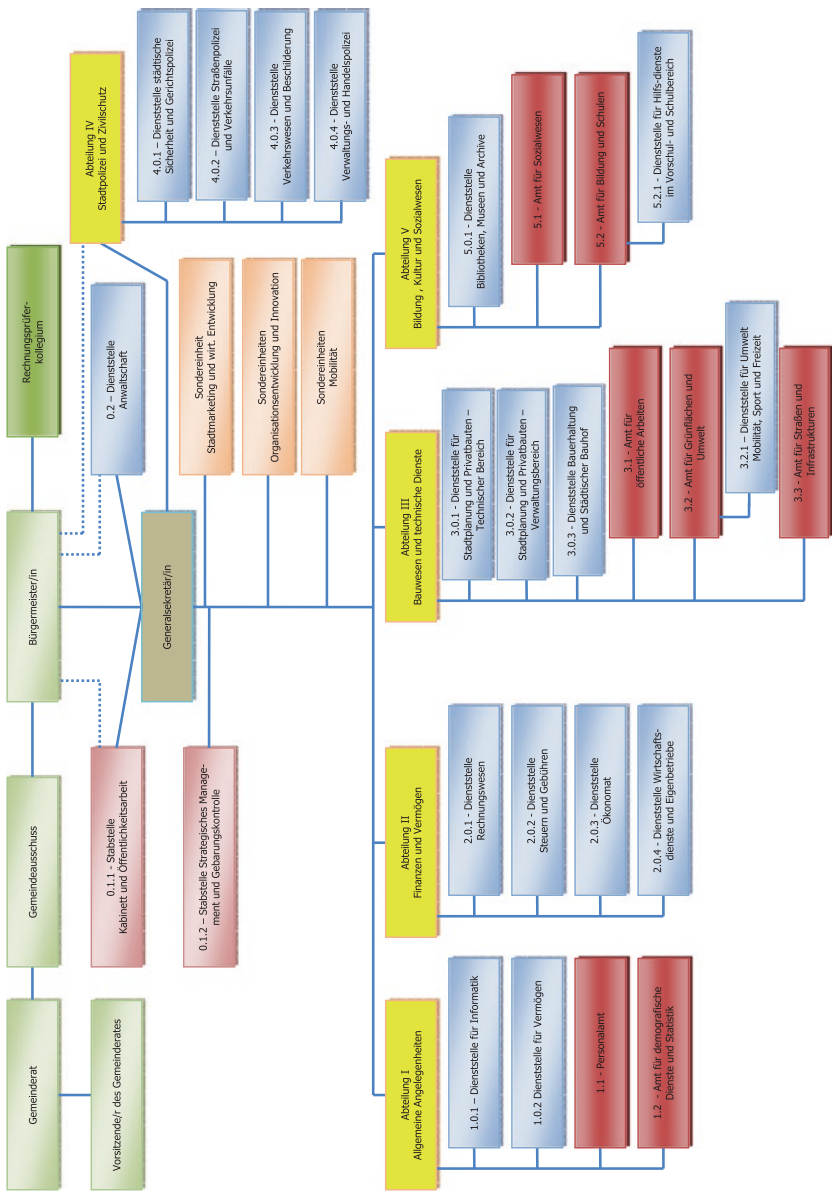 Gemeinderat
Gemeindeausschuss
Bürgermeister/in
Rechnungsprüfer-
kollegium
Vorsitzende/r des Gemeinderates
0.1.1 - Stabstelle
Kabinett und Öffentlichkeitsarbeit
0.2 – Dienststelle
Anwaltschaft
Abteilung IV
Stadtpolizei und Zivilschutz
4.0.1 – Dienststelle städtische
Sicherheit und Gerichtspolizei
4.0.2 – Dienststelle Straßenpolizei
und Verkehrsunfälle
4.0.3 - Dienststelle
Verkehrswesen und Beschilderung
4.0.4 - Dienststelle
Verwaltungs- und Handelspolizei
Generalsekretär/in
0.1.2 – Stabstelle Strategisches Manage-
ment und Gebarungskontrolle
Sondereinheit
Stadtmarketing und wirt. Entwicklung
Sondereinheiten
Organisationsentwicklung und Innovation
Sondereinheiten
Mobilität
Abteilung I
Allgemeine Angelegenheiten
1.0.1 – Dienststelle für Informatik
1.0.2 Dienststelle für Vermögen
1.1 - Personalamt
1.2 - Amt für demografische
Dienste und Statistik
Abteilung II
Finanzen und Vermögen
2.0.1 - Dienststelle
Rechnungswesen
2.0.2 - Dienststelle
Steuern und Gebühren
2.0.3 - Dienststelle
Ökonomat
2.0.4 - Dienststelle Wirtschafts-
dienste und Eigenbetriebe
Abteilung III
Bauwesen und technische Dienste
3.0.1 - Dienststelle für
Stadtplanung und Privatbauten –
Technischer Bereich
3.0.2 - Dienststelle für
Stadtplanung und Privatbauten –
Verwaltungsbereich
3.0.3 – Dienststelle Bauerhaltung
und Städtischer Bauhof
3.1 - Amt für
öffentliche Arbeiten
3.2 - Amt für Grünflächen und
Umwelt
3.2.1 – Dienststelle für Umwelt
Mobilität, Sport und Freizeit
3.3 – Amt für Straßen und
Infrastrukturen
Abteilung V
Bildung , Kultur und Sozialwesen
5.0.1 - Dienststelle
Bibliotheken, Museen und Archive
5.1 - Amt für Sozialwesen
5.2 - Amt für Bildung und Schulen
5.2.1 - Dienststelle für Hilfs-dienste
im Vorschul- und Schulbereich